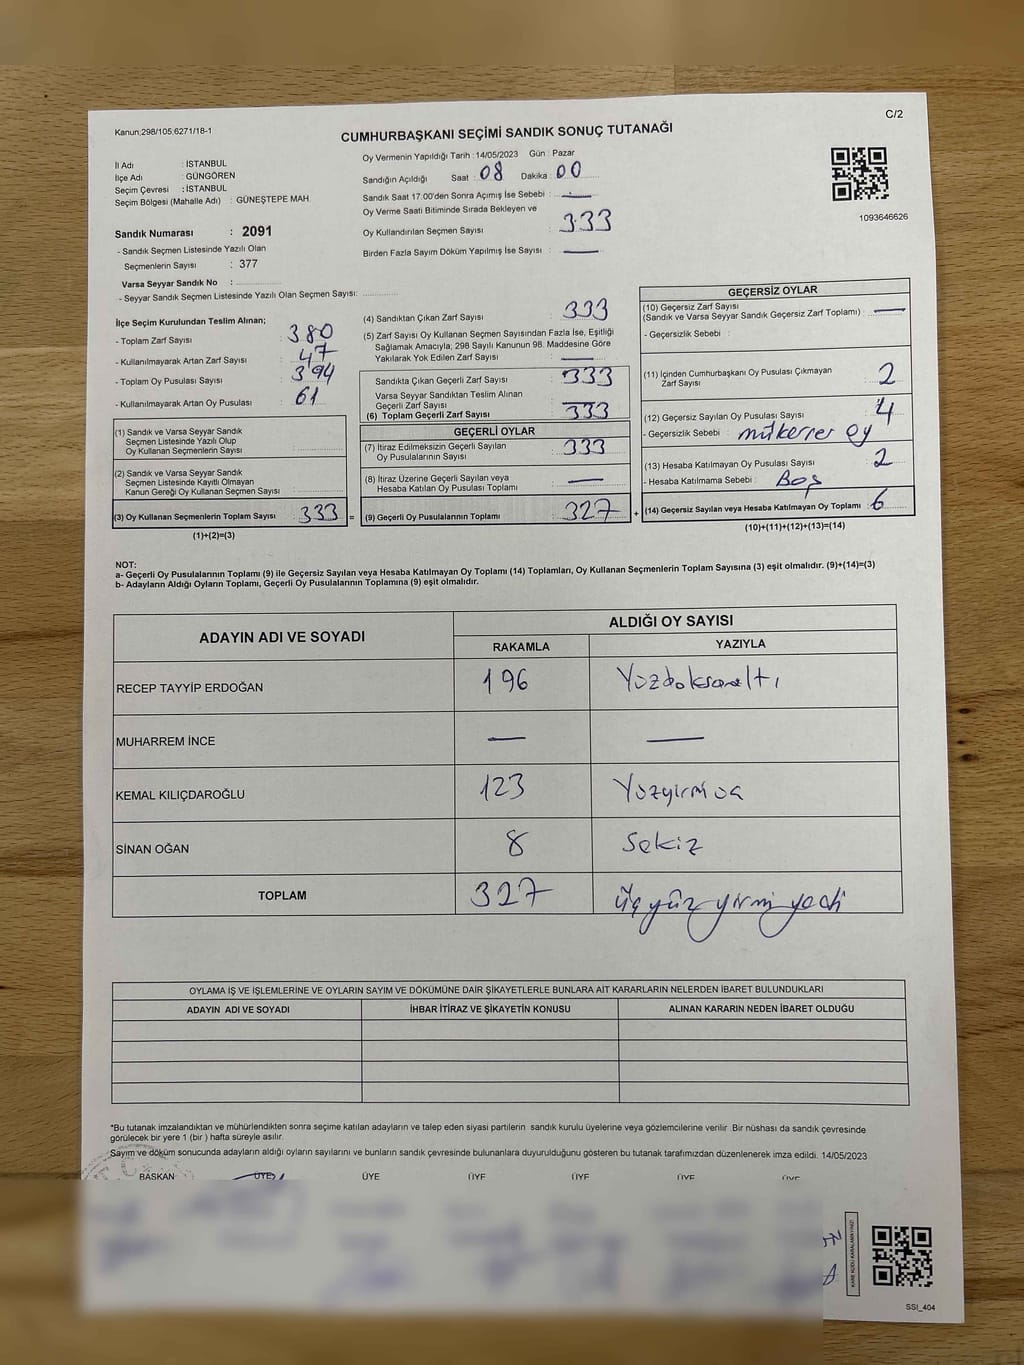 C/2
Kanun;298/105;6271/18-1
CUMHURBAŞKANI SEÇİMİ SANDIK SONUÇ TUTANAĞI
İl Adı : İSTANBUL
İlçe Adı : GÜNGÖREN
Seçim Çevresi : İSTANBUL
Seçim Bölgesi (Mahalle Adı) : GÜNEŞTEPE MAH.
Sandık Numarası : 2091
- Sandık Seçmen Listesinde Yazılı Olan
Seçmenlerin Sayısı : 377
Varsa Seyyar Sandık No :
- Seyyar Sandık Seçmen Listesinde Yazılı Olan Seçmen Sayısı:
Oy Vermenin Yapıldığı Tarih : 14/05/2023 Gün : Pazar
Sandığın Açıldığı Saat : 08 Dakika : 00
Sandık Saat 17:00'den Sonra Açımış İse Sebebi : —
Oy Verme Saati Bitiminde Sırada Bekleyen ve
Oy Kullandırılan Seçmen Sayısı : 333
Birden Fazla Sayım Döküm Yapılmış İse Sayısı : —
1093646626
İlçe Seçim Kurulundan Teslim Alınan;
- Toplam Zarf Sayısı : 380
- Kullanılmayarak Artan Zarf Sayısı : 47
- Toplam Oy Pusulası Sayısı : 394
- Kullanılmayarak Artan Oy Pusulası : 61
(1) Sandık ve Varsa Seyyar Sandık
Seçmen Listesinde Yazılı Olup
Oy Kullanan Seçmenlerin Sayısı :
(2) Sandık ve Varsa Seyyar Sandık
Seçmen Listesinde Kayıtlı Olmayan
Kanun Gereği Oy Kullanan Seçmen Sayısı :
(3) Oy Kullanan Seçmenlerin Toplam Sayısı : 333 =
(1)+(2)=(3)
(4) Sandıktan Çıkan Zarf Sayısı : 333
(5) Zarf Sayısı Oy Kullanan Seçmen Sayısından Fazla İse, Eşitliği
Sağlamak Amacıyla; 298 Sayılı Kanunun 98. Maddesine Göre
Yakılarak Yok Edilen Zarf Sayısı : —
Sandıkta Çıkan Geçerli Zarf Sayısı : 333
Varsa Seyyar Sandıktan Teslim Alınan
Geçerli Zarf Sayısı :
(6) Toplam Geçerli Zarf Sayısı : 333
GEÇERLİ OYLAR
(7) İtiraz Edilmeksizin Geçerli Sayılan
Oy Pusulalarının Sayısı : 333
(8) İtiraz Üzerine Geçerli Sayılan veya
Hesaba Katılan Oy Pusulası Toplamı : —
(9) Geçerli Oy Pusulalarının Toplamı : 327 +
GEÇERSİZ OYLAR
(10) Geçersiz Zarf Sayısı
(Sandık ve Varsa Seyyar Sandık Geçersiz Zarf Toplamı) : —
- Geçersizlik Sebebi :
(11) İçinden Cumhurbaşkanı Oy Pusulası Çıkmayan
Zarf Sayısı : 2
(12) Geçersiz Sayılan Oy Pusulası Sayısı : 4
- Geçersizlik Sebebi : mükerrer oy
(13) Hesaba Katılmayan Oy Pusulası Sayısı : 2
- Hesaba Katılmama Sebebi : Boş
(14) Geçersiz Sayılan veya Hesaba Katılmayan Oy Toplamı : 6
(10)+(11)+(12)+(13)=(14)
NOT:
a- Geçerli Oy Pusulalarının Toplamı (9) ile Geçersiz Sayılan veya Hesaba Katılmayan Oy Toplamı (14) Toplamları, Oy Kullanan Seçmenlerin Toplam Sayısına (3) eşit olmalıdır. (9)+(14)=(3)
b- Adayların Aldığı Oyların Toplamı, Geçerli Oy Pusulalarının Toplamına (9) eşit olmalıdır.
ADAYIN ADI VE SOYADI ALDIĞI OY SAYISI
RAKAMLA YAZIYLA
RECEP TAYYİP ERDOĞAN 196 Yüzdoksanaltı
MUHARREM İNCE — —
KEMAL KILIÇDAROĞLU 123 Yüzyirmiüç
SİNAN OĞAN 8 Sekiz
TOPLAM 327 üçyüz yirmi yedi
OYLAMA İŞ VE İŞLEMLERİNE VE OYLARIN SAYIM VE DÖKÜMÜNE DAİR ŞİKAYETLERLE BUNLARA AİT KARARLARIN NELERDEN İBARET BULUNDUKLARI
ADAYIN ADI VE SOYADI İHBAR İTİRAZ VE ŞİKAYETİN KONUSU ALINAN KARARIN NEDEN İBARET OLDUĞU
*Bu tutanak imzalandıktan ve mühürlendikten sonra seçime katılan adayların ve talep eden siyasi partilerin sandık kurulu üyelerine veya gözlemcilerine verilir. Bir nüshası da sandık çevresinde
görülecek bir yere 1 (bir ) hafta süreyle asılır.
Sayım ve döküm sonucunda adayların aldığı oyların sayılarını ve bunların sandık çevresinde bulunanlara duyurulduğunu gösteren bu tutanak tarafımızdan düzenlenerek imza edildi. 14/05/2023
BAŞKAN ÜYE ÜYE ÜYE ÜYE ÜYE ÜYE
KARE KODU KARALAMAYINIZ!
SSI_404